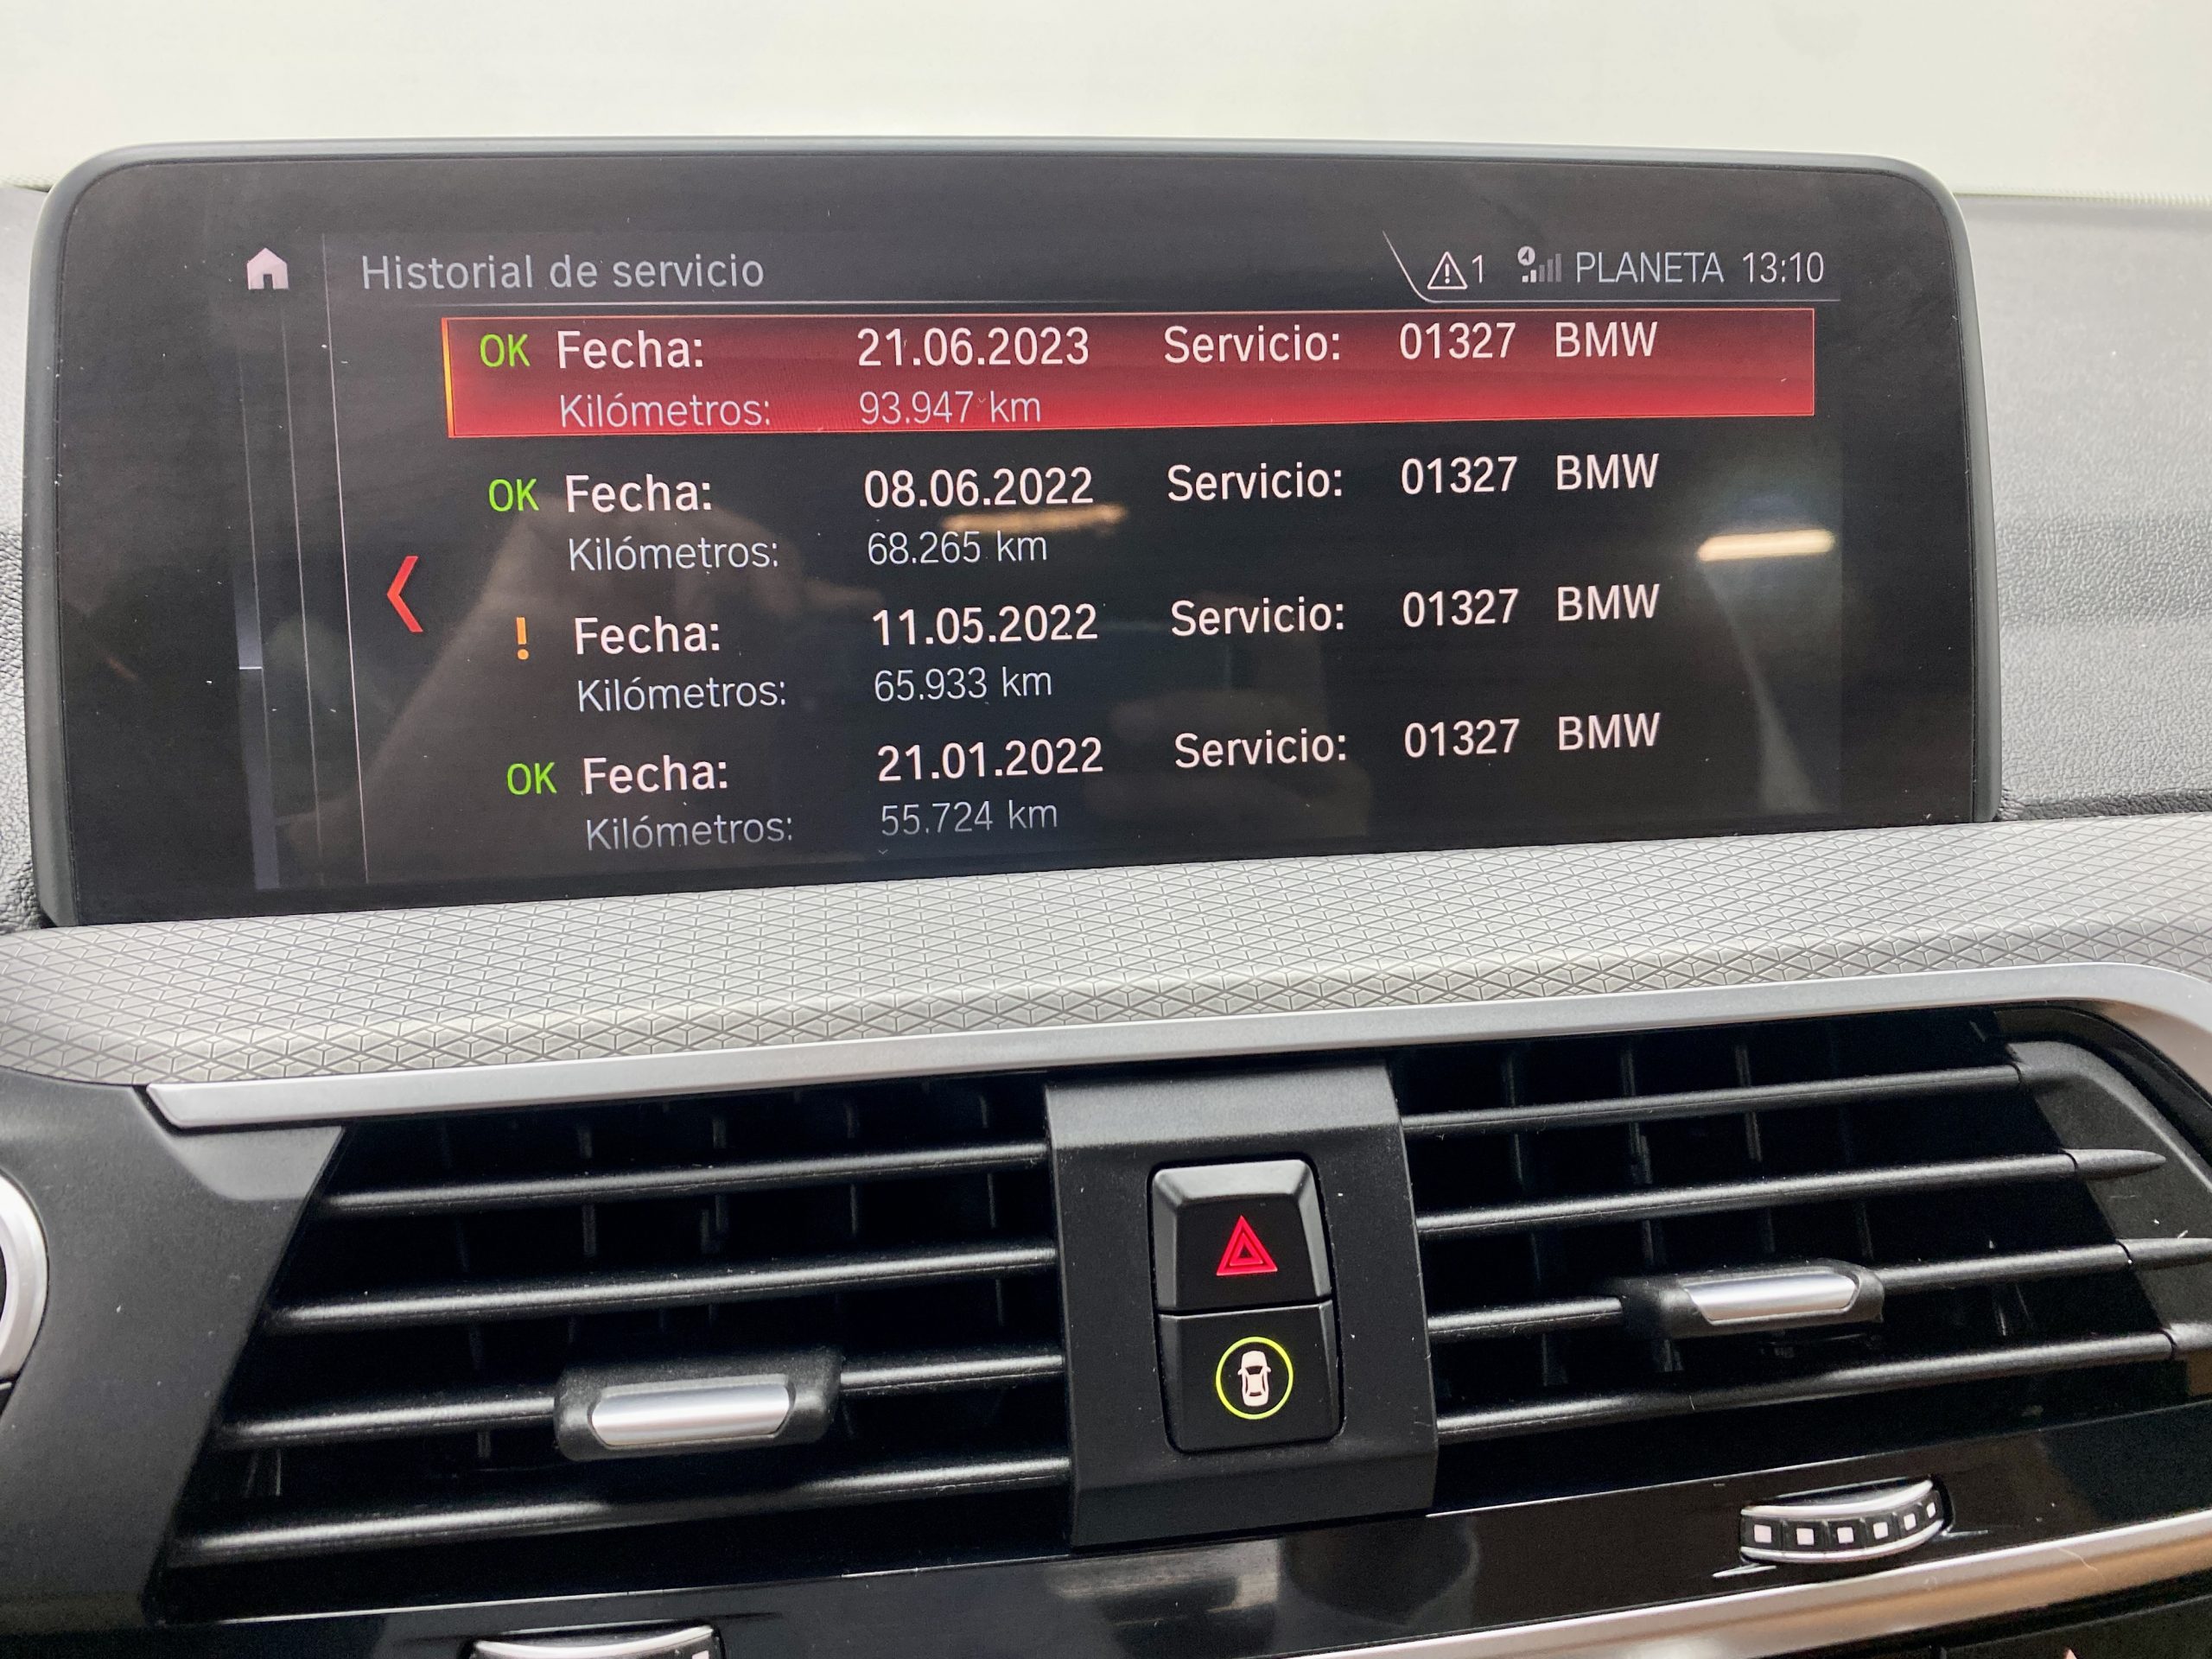 Historial de servicio 1 PLANETA 13:10
OK Fecha: 21.06.2023 Servicio: 01327 BMW
Kilómetros: 93.947 km
OK Fecha: 08.06.2022 Servicio: 01327 BMW
Kilómetros: 68.265 km
! Fecha: 11.05.2022 Servicio: 01327 BMW
Kilómetros: 65.933 km
OK Fecha: 21.01.2022 Servicio: 01327 BMW
Kilómetros: 55.724 km